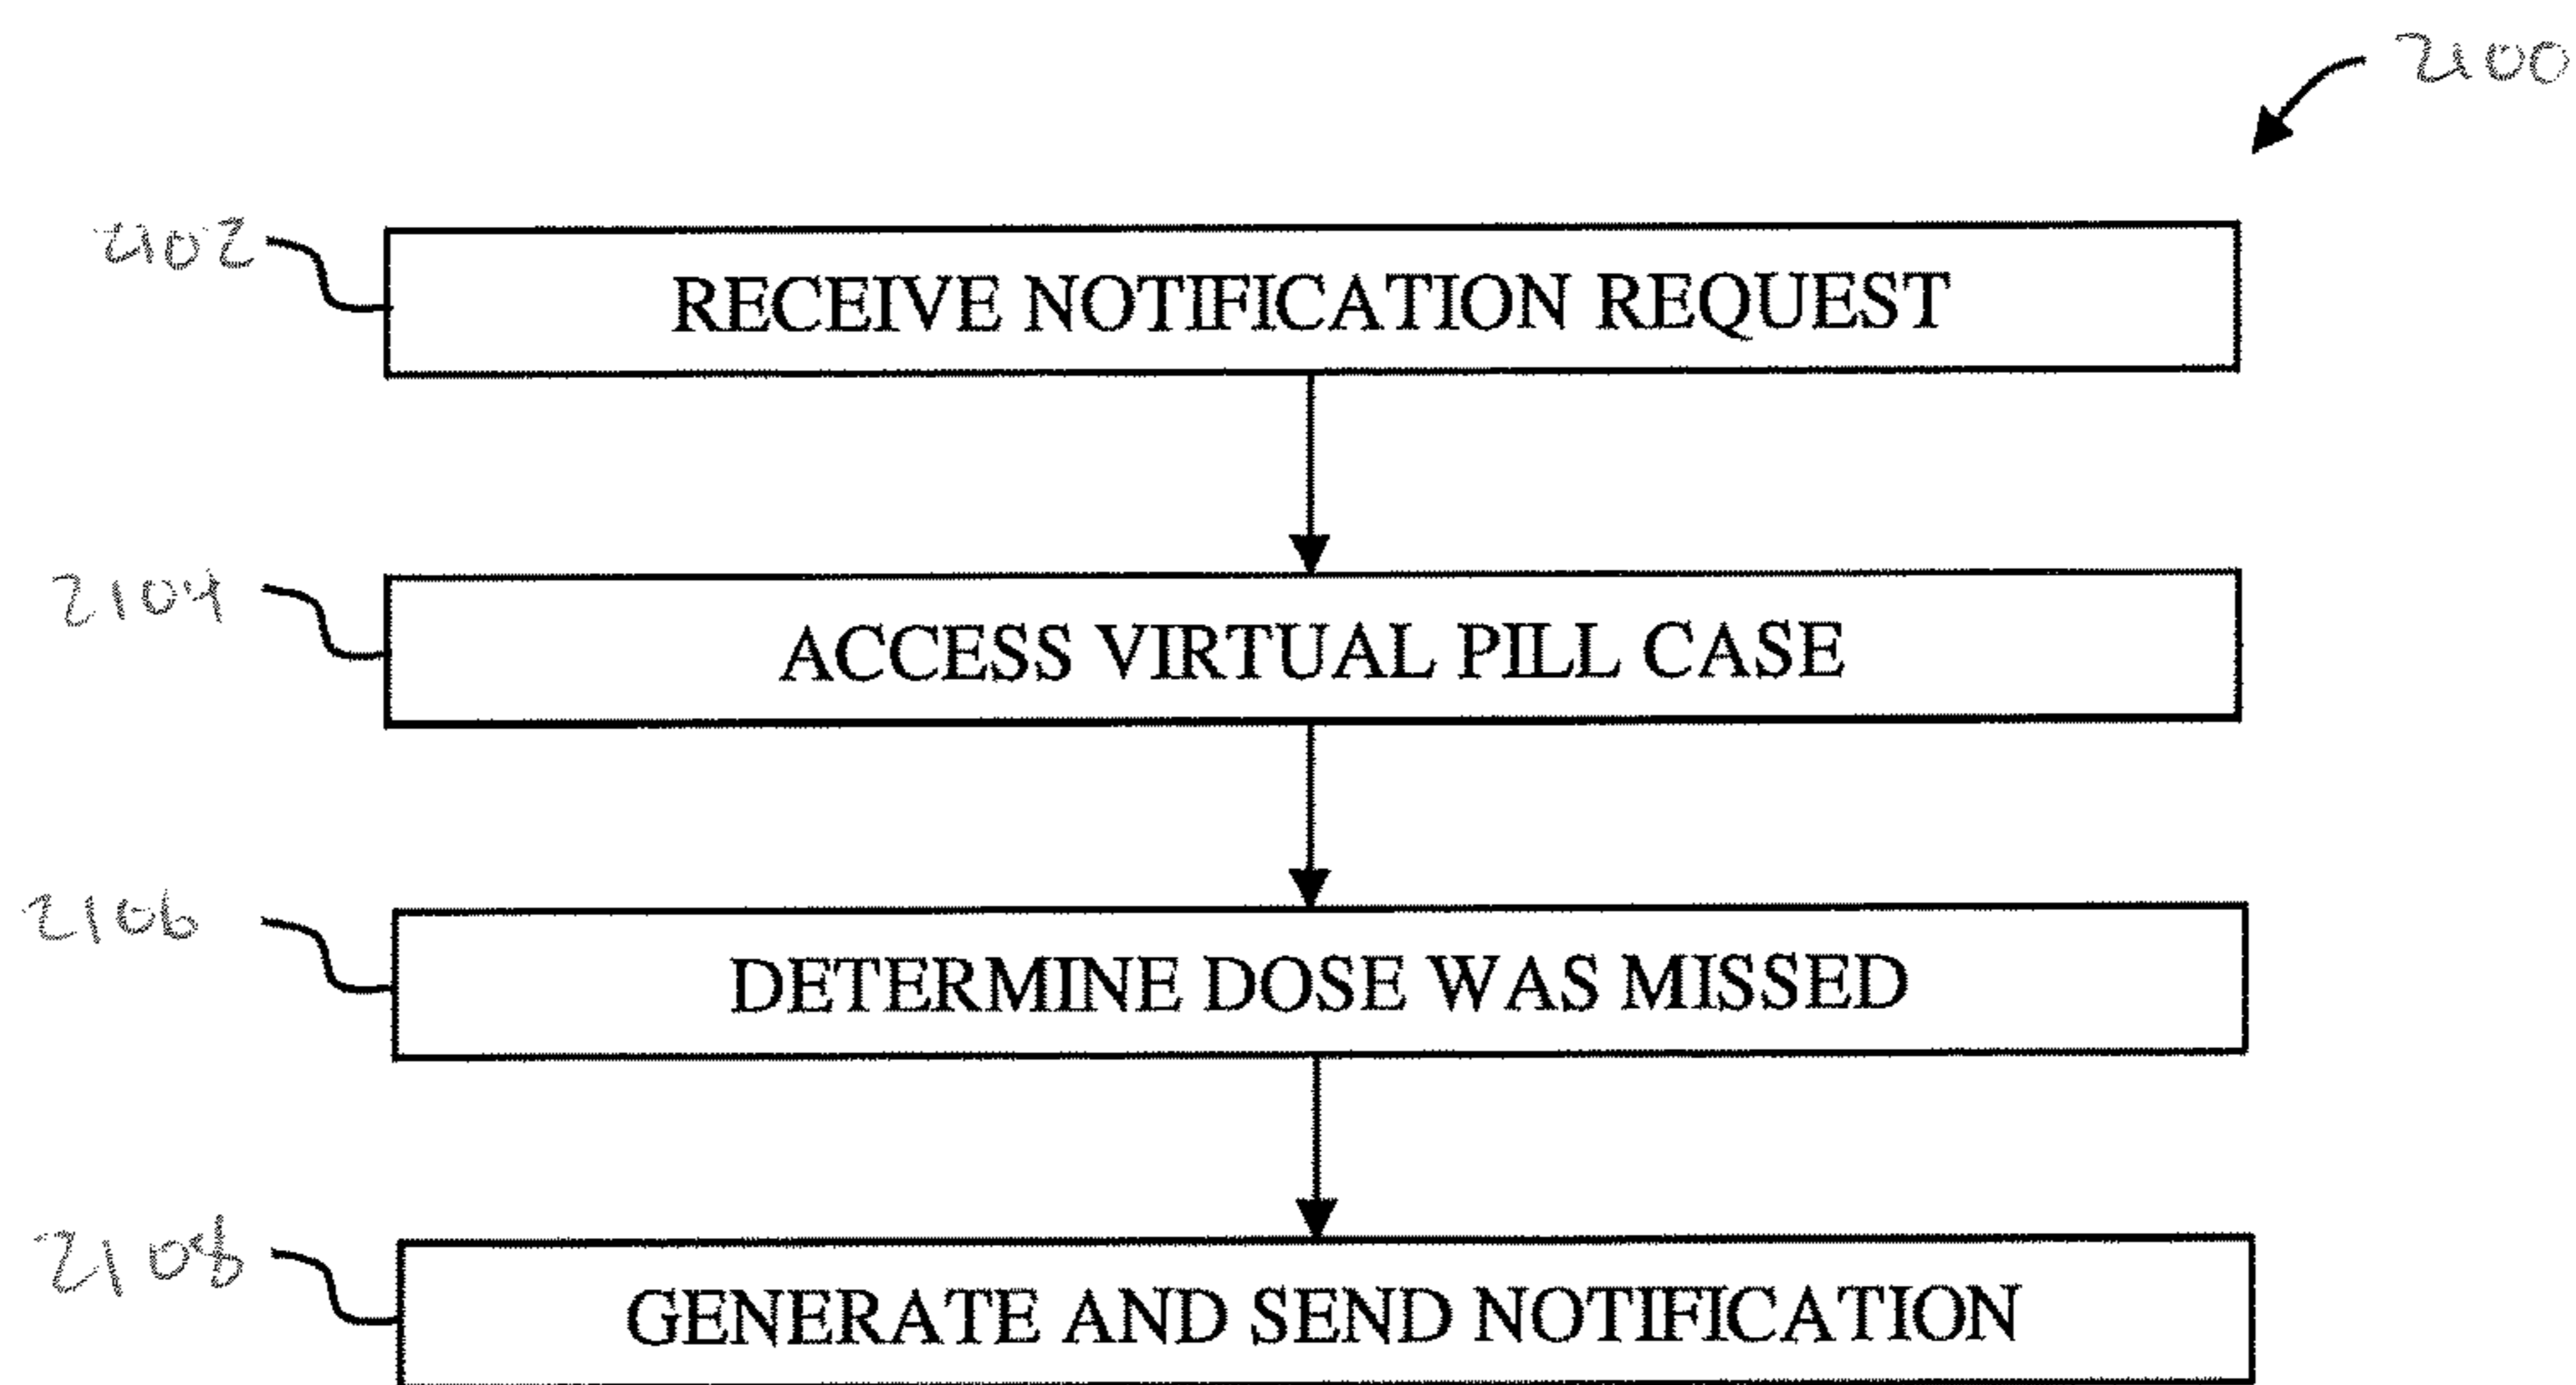 2100
2102
RECEIVE NOTIFICATION REQUEST
2104
ACCESS VIRTUAL PILL CASE
2106
DETERMINE DOSE WAS MISSED
2108
GENERATE AND SEND NOTIFICATION